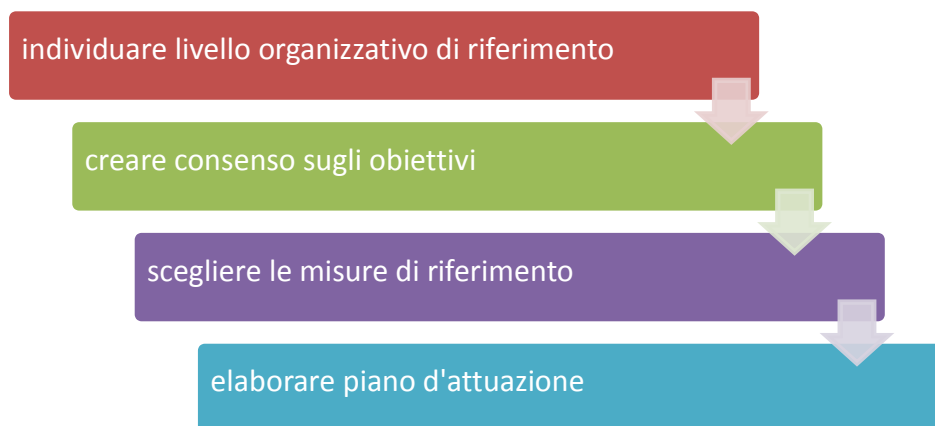 individuare livello organizzativo di riferimento
creare consenso sugli obiettivi
scegliere le misure di riferimento
elaborare piano d'attuazione